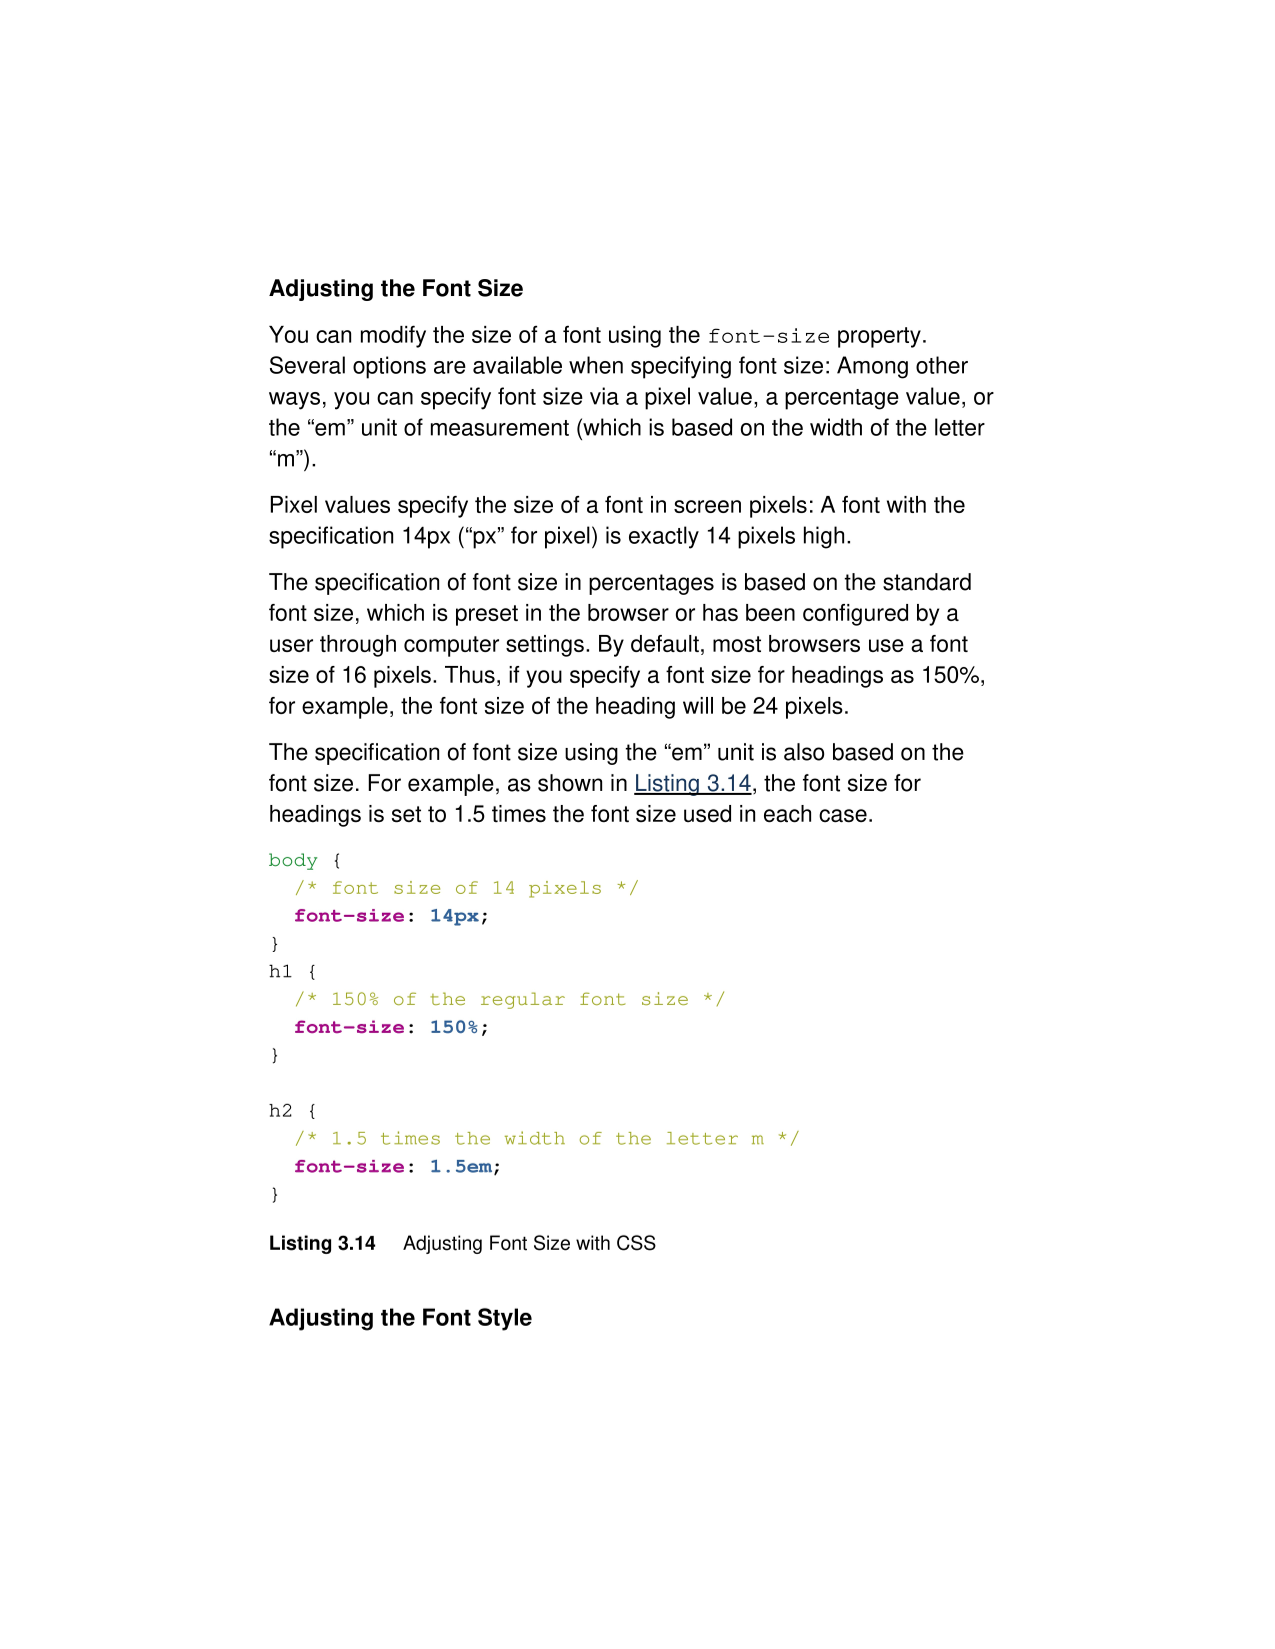 Adjusting the Font Size
You can modify the size of a font using the font-size property.
Several options are available when specifying font size: Among other
ways, you can specify font size via a pixel value, a percentage value, or
the “em” unit of measurement (which is based on the width of the letter
“m”).
Pixel values specify the size of a font in screen pixels: A font with the
specification 14px (“px” for pixel) is exactly 14 pixels high.
The specification of font size in percentages is based on the standard
font size, which is preset in the browser or has been configured by a
user through computer settings. By default, most browsers use a font
size of 16 pixels. Thus, if you specify a font size for headings as 150%,
for example, the font size of the heading will be 24 pixels.
The specification of font size using the “em” unit is also based on the
font size. For example, as shown in Listing 3.14, the font size for
headings is set to 1.5 times the font size used in each case.
body {
  /* font size of 14 pixels */
  font-size: 14px;
}
h1 {
  /* 150% of the regular font size */
  font-size: 150%;
}
h2 {
  /* 1.5 times the width of the letter m */
  font-size: 1.5em;
}
Listing 3.14 Adjusting Font Size with CSS
Adjusting the Font Style